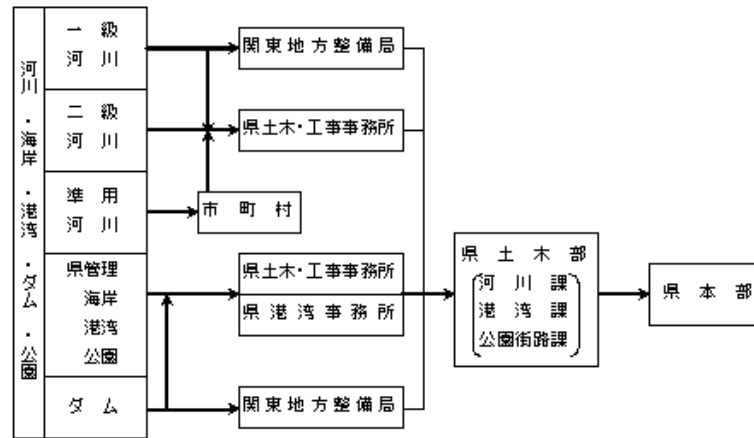 河川・海岸・港湾・ダム・公園
一級
河川
二級
河川
準用
河川
県管理
海岸
港湾
公園
ダム
関東地方整備局
県土木・工事事務所
市町村
県土木・工事事務所
県港湾事務所
関東地方整備局
県土木部
河川課
港湾課
公園街路課
県本部